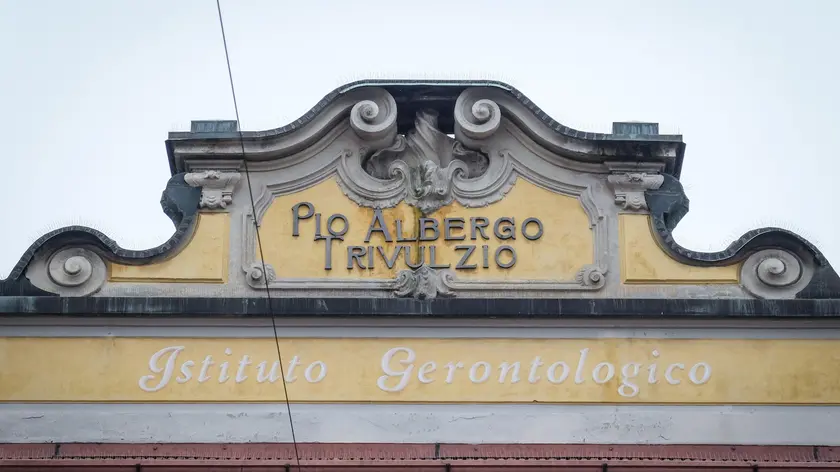 Pio Albergo
Trivulzio
Istituto Gerontologico